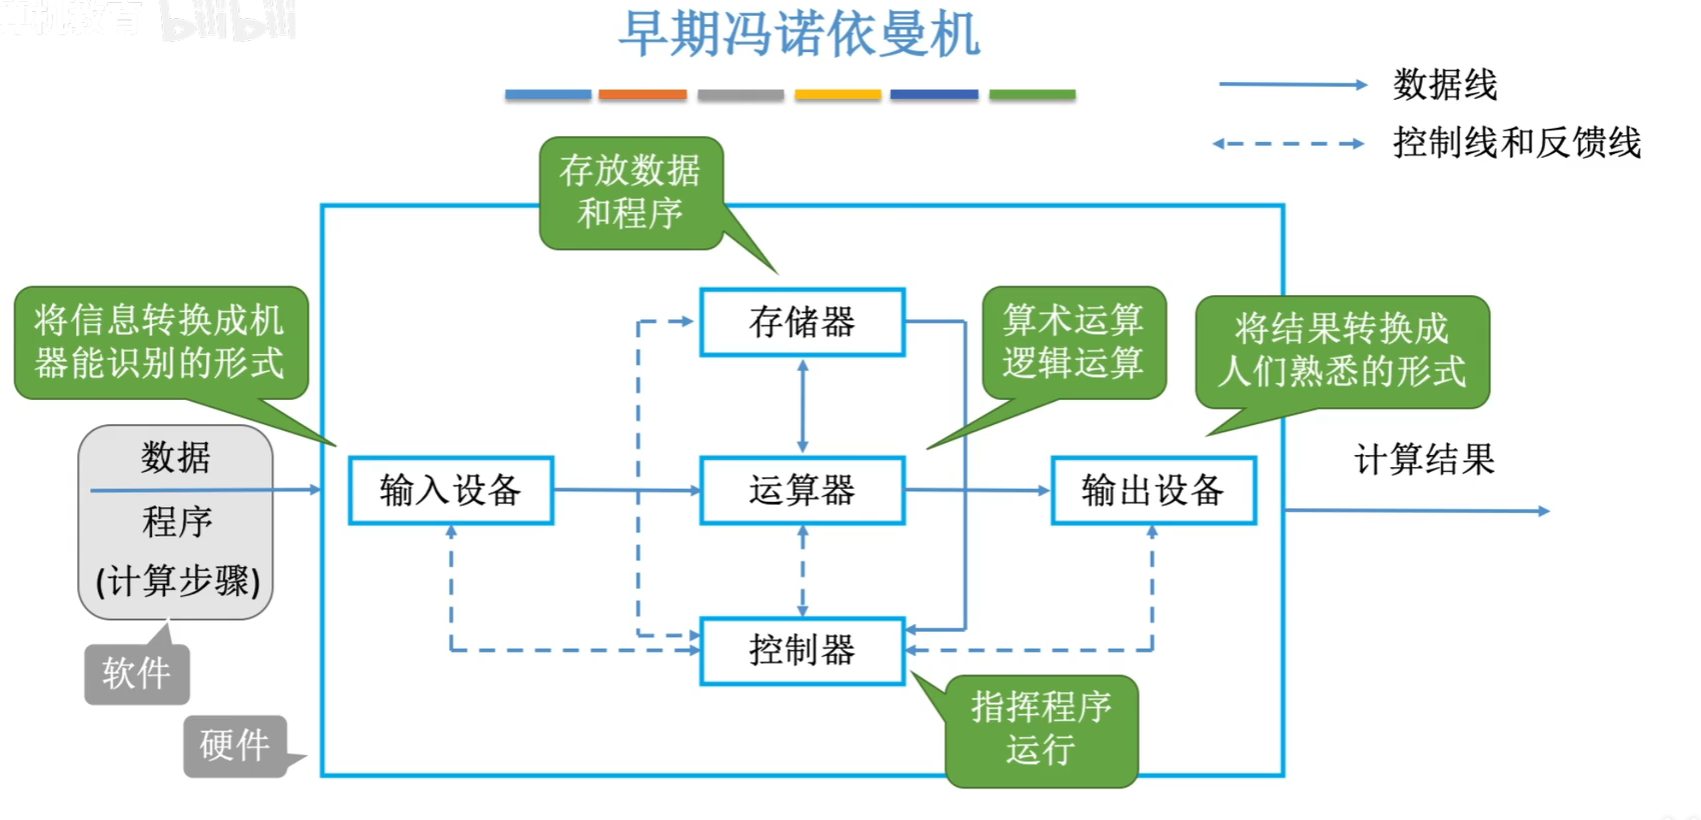 bilibili
早期冯诺依曼机
数据线
控制线和反馈线
存放数据
和程序
将信息转换成机
器能识别的形式
存储器
算术运算
逻辑运算
将结果转换成
人们熟悉的形式
数据
程序
(计算步骤)
输入设备
运算器
输出设备
计算结果
软件
硬件
控制器
指挥程序
运行